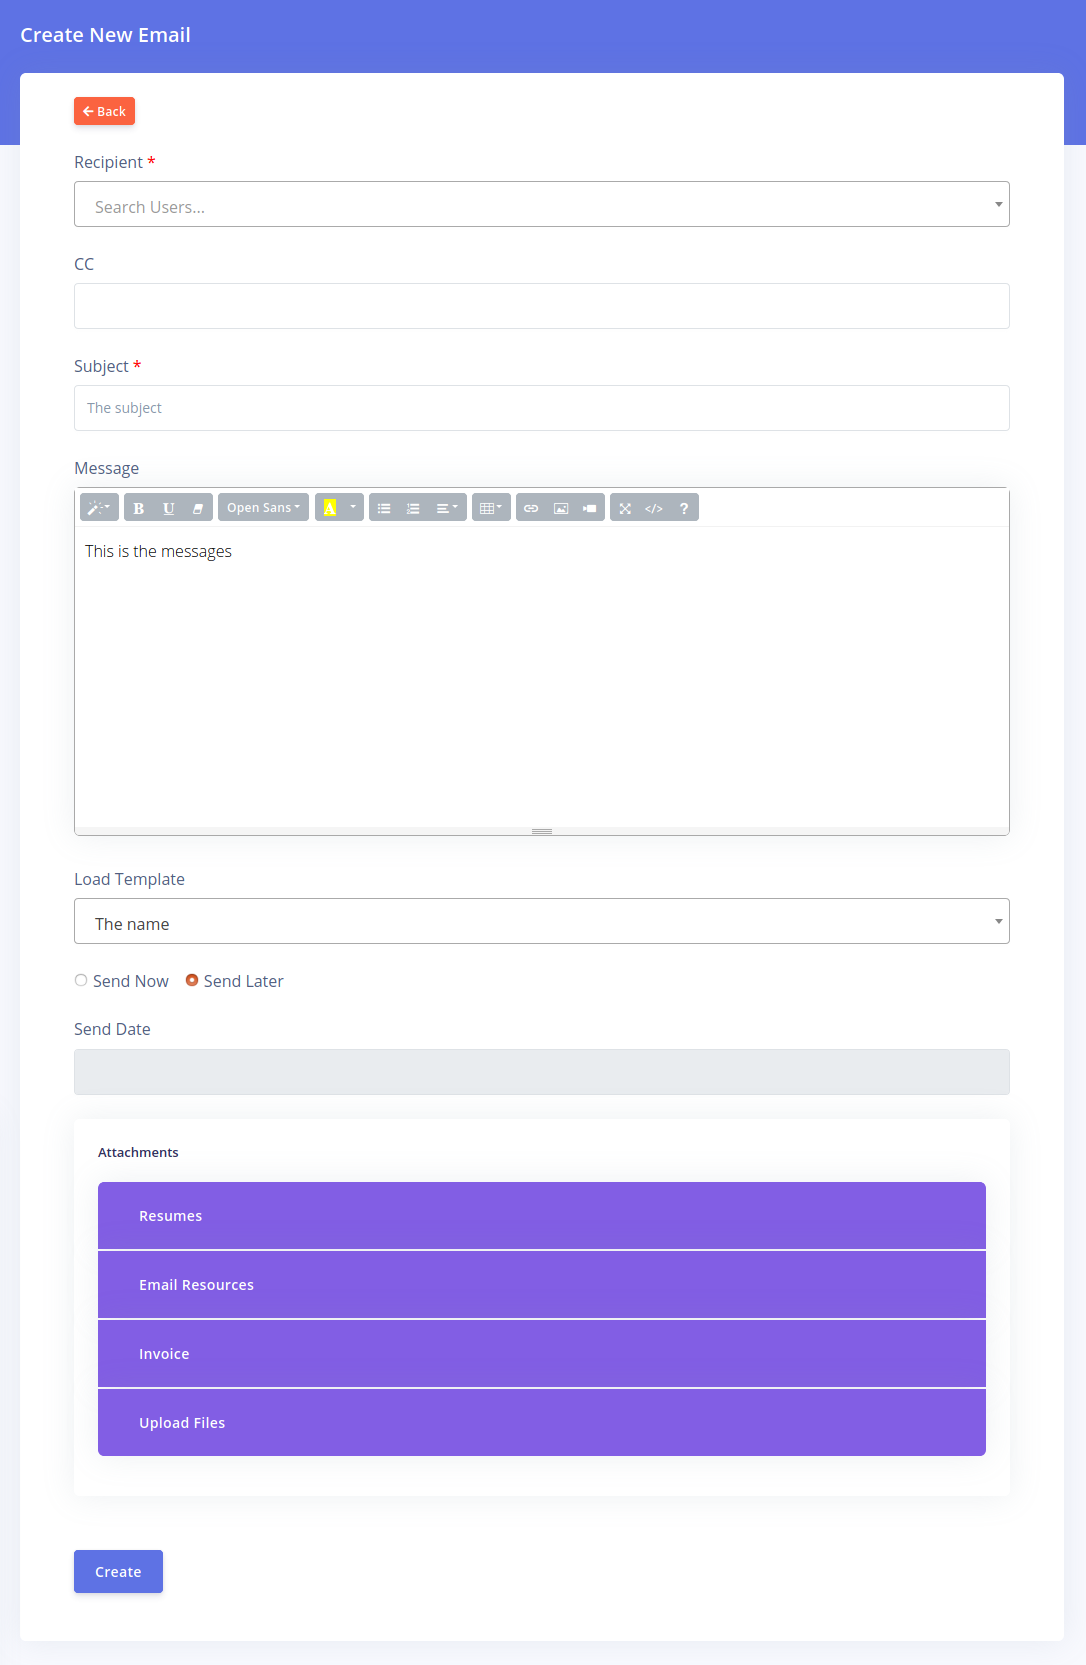 Create New Email
Back
Recipient *
Search Users...
CC
Subject *
The subject
Message
B U Open Sans A </> ?
This is the messages
Load Template
The name
Send Now Send Later
Send Date
Attachments
Resumes
Email Resources
Invoice
Upload Files
Create